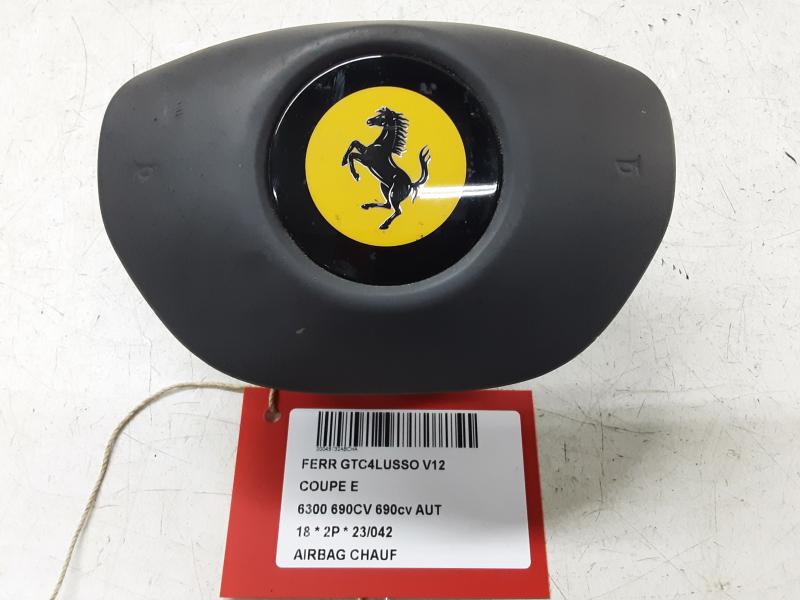 FERR GTC4LUSSO V12
COUPE E
6300 690CV 690cv AUT
18 * 2P * 23/042
AIRBAG CHAUF